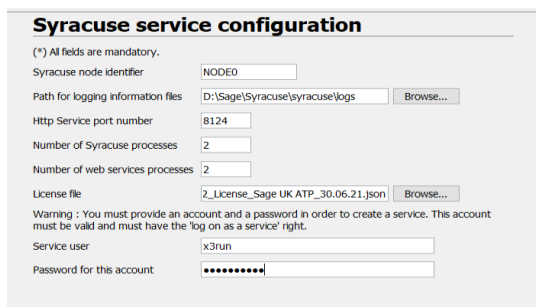 Syracuse service configuration
(*) All fields are mandatory.
Syracuse node identifier NODE0
Path for logging information files D:\Sage\Syracuse\syracuse\logs Browse...
Http Service port number 8124
Number of Syracuse processes 2
Number of web services processes 2
License file 2_License_Sage UK ATP_30.06.21.json Browse...
Warning : You must provide an account and a password in order to create a service. This account
must be valid and must have the 'log on as a service' right.
Service user x3run
Password for this account ●●●●●●●●●●